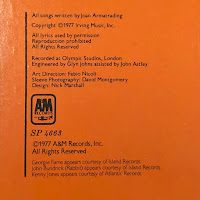 All songs written by Joan Armatrading
Copyright ©1977 Irving Music, Inc.
All lyrics used by permission
Reproduction prohibited
All Rights Reserved
Recorded at Olympic Studios, London
Engineered by Glyn Johns assisted by John Astley
Art Direction: Fabio Nicoli
Sleeve Photography: David Montgomery
Design: Nick Marshall
A&M
RECORDS
SP 4663
©1977 A&M Records, Inc.
All Rights Reserved
Georgie Fame appears courtesy of Island Records
John Bundrick (Rabbit) appears courtesy of Island Records
Kenny Jones appears courtesy of Atlantic Records